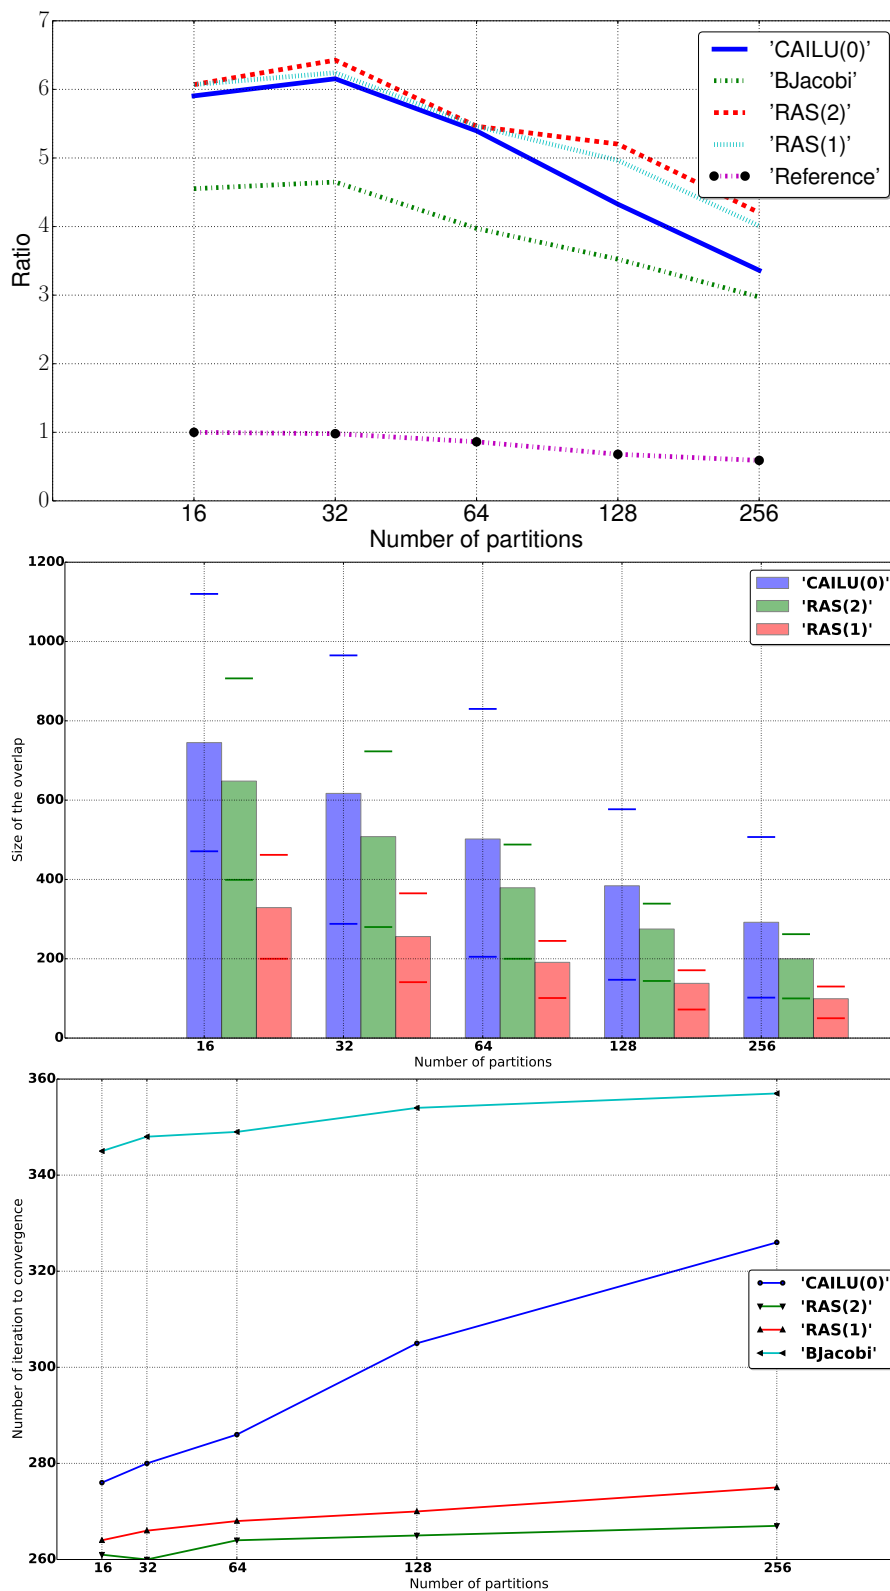 7
6
5
4
3
2
1
0
Ratio
'CAILU(0)'
'BJacobi'
'RAS(2)'
'RAS(1)'
'Reference'
16 32 64 128 256
Number of partitions
1200
1000
800
600
400
200
0
Size of the overlap
'CAILU(0)'
'RAS(2)'
'RAS(1)'
16 32 64 128 256
Number of partitions
360
340
320
300
280
260
Number of iteration to convergence
'CAILU(0)'
'RAS(2)'
'RAS(1)'
'BJacobi'
16 32 64 128 256
Number of partitions